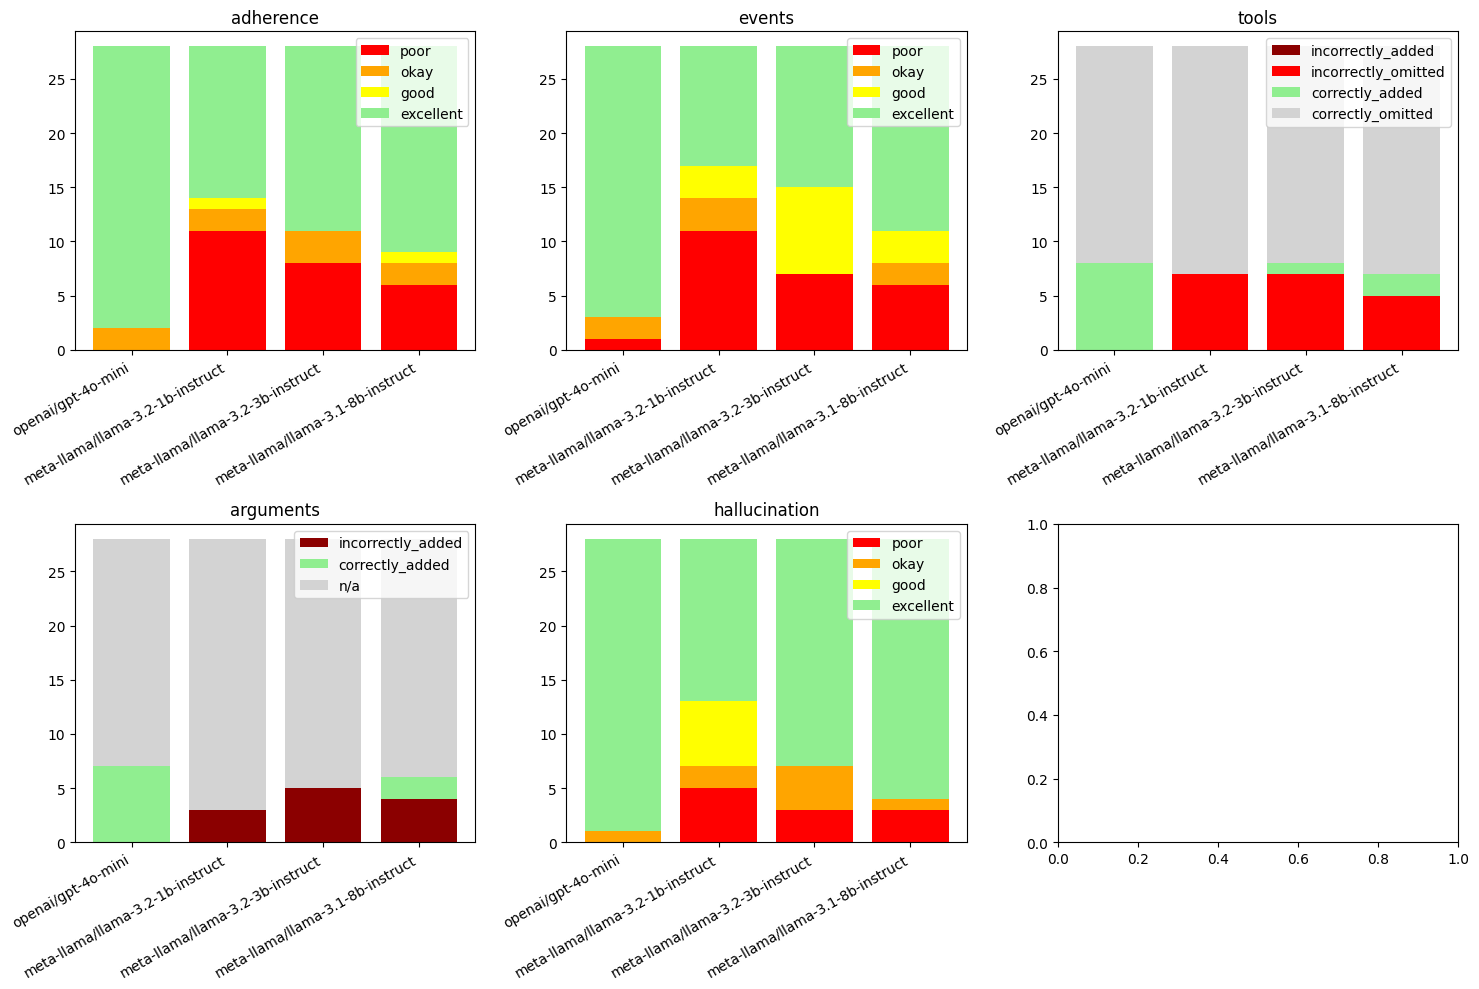 adherence
25
20
15
10
5
0
poor
okay
good
excellent
openai/gpt-4o-mini
meta-llama/llama-3.2-1b-instruct
meta-llama/llama-3.2-3b-instruct
meta-llama/llama-3.1-8b-instruct
events
25
20
15
10
5
0
poor
okay
good
excellent
openai/gpt-4o-mini
meta-llama/llama-3.2-1b-instruct
meta-llama/llama-3.2-3b-instruct
meta-llama/llama-3.1-8b-instruct
tools
25
20
15
10
5
0
incorrectly_added
incorrectly_omitted
correctly_added
correctly_omitted
openai/gpt-4o-mini
meta-llama/llama-3.2-1b-instruct
meta-llama/llama-3.2-3b-instruct
meta-llama/llama-3.1-8b-instruct
arguments
25
20
15
10
5
0
incorrectly_added
correctly_added
n/a
openai/gpt-4o-mini
meta-llama/llama-3.2-1b-instruct
meta-llama/llama-3.2-3b-instruct
meta-llama/llama-3.1-8b-instruct
hallucination
25
20
15
10
5
0
poor
okay
good
excellent
openai/gpt-4o-mini
meta-llama/llama-3.2-1b-instruct
meta-llama/llama-3.2-3b-instruct
meta-llama/llama-3.1-8b-instruct
1.0
0.8
0.6
0.4
0.2
0.0
0.0 0.2 0.4 0.6 0.8 1.0